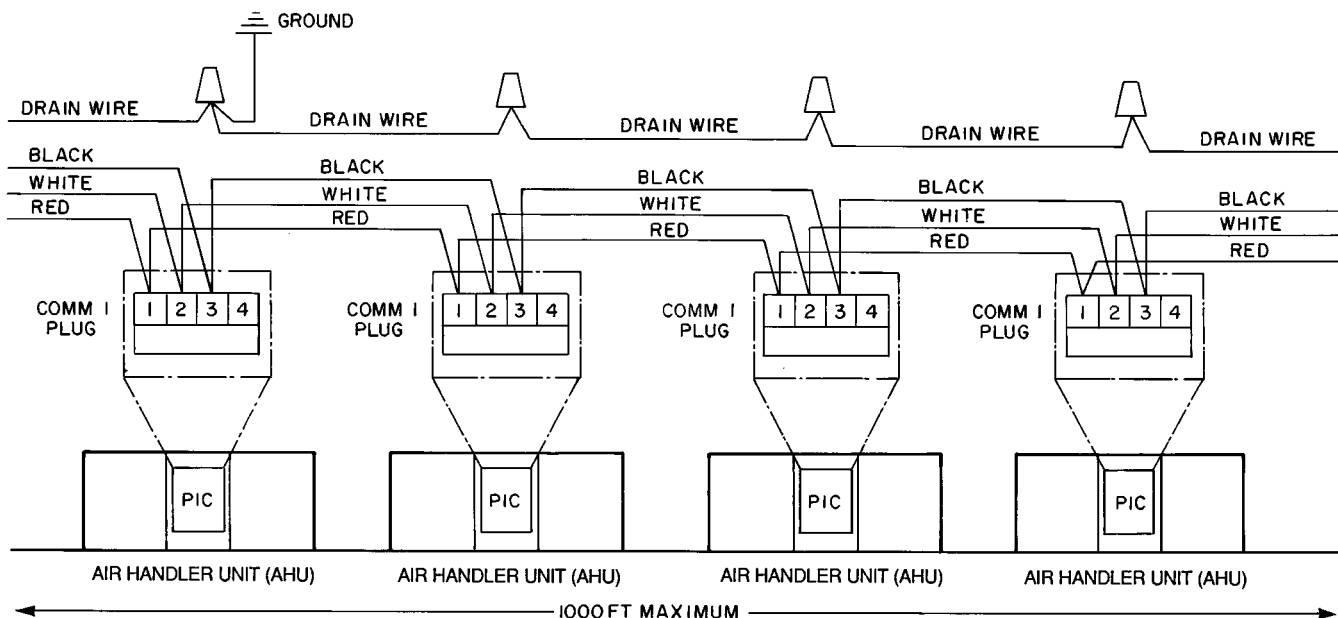 GROUND
DRAIN WIRE
DRAIN WIRE
DRAIN WIRE
DRAIN WIRE
DRAIN WIRE
BLACK
WHITE
RED
BLACK
WHITE
RED
BLACK
WHITE
RED
BLACK
WHITE
RED
BLACK
WHITE
RED
COMM 1
PLUG
1 2 3 4
COMM 1
PLUG
1 2 3 4
COMM 1
PLUG
1 2 3 4
COMM 1
PLUG
1 2 3 4
PIC
PIC
PIC
PIC
AIR HANDLER UNIT (AHU)
AIR HANDLER UNIT (AHU)
AIR HANDLER UNIT (AHU)
AIR HANDLER UNIT (AHU)
1000 FT MAXIMUM